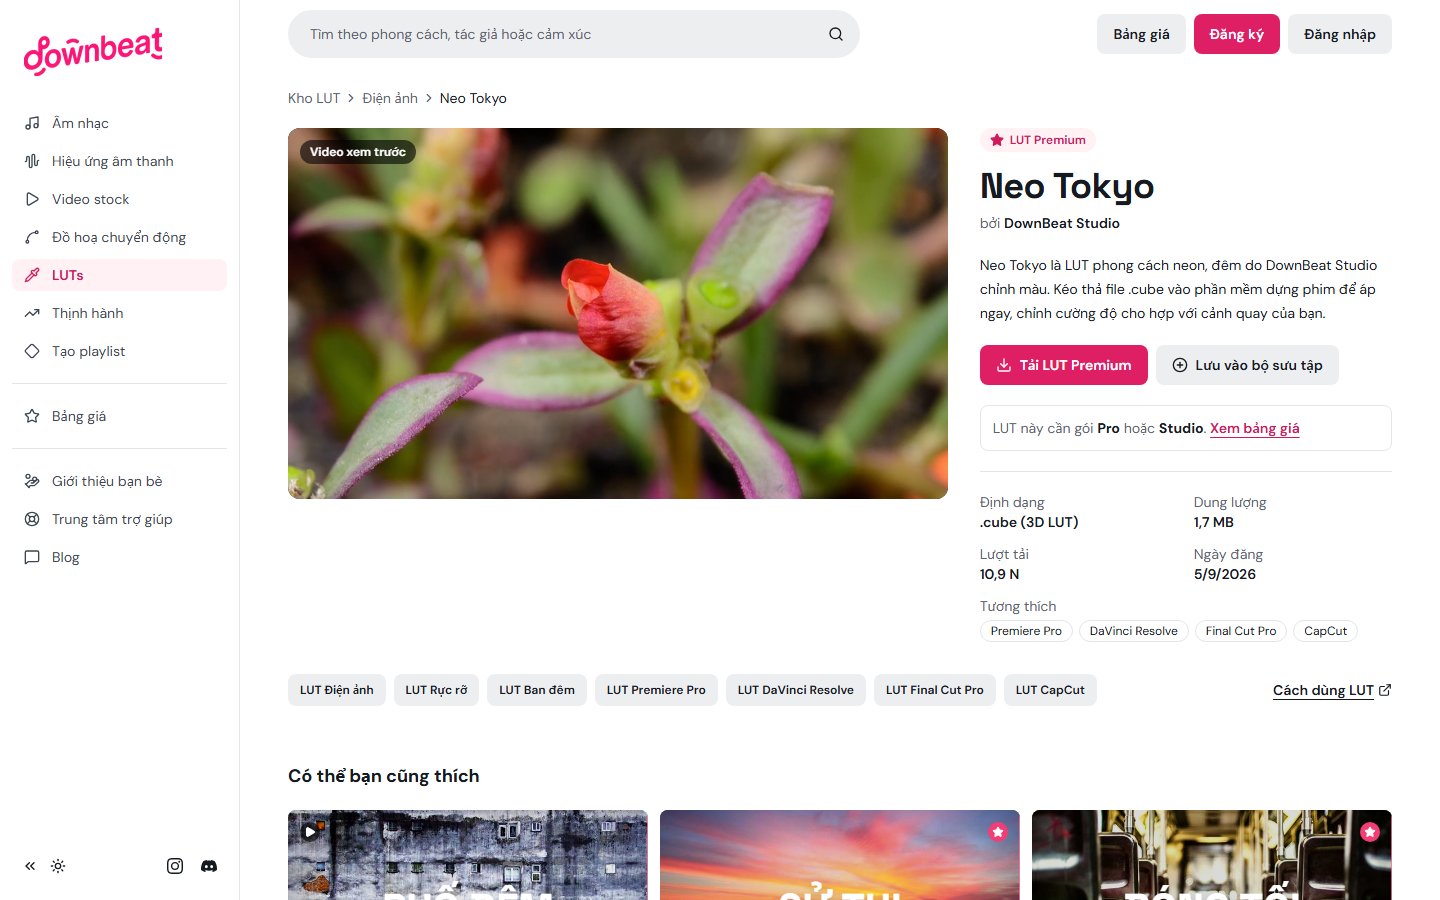 downbeat
Tìm theo phong cách, tác giả hoặc cảm xúc
Bảng giá
Đăng ký
Đăng nhập
Âm nhạc
Hiệu ứng âm thanh
Video stock
Đồ hoạ chuyển động
LUTs
Thịnh hành
Tạo playlist
Bảng giá
Giới thiệu bạn bè
Trung tâm trợ giúp
Blog
Kho LUT > Điện ảnh > Neo Tokyo
Video xem trước
LUT Premium
Neo Tokyo
bởi DownBeat Studio
Neo Tokyo là LUT phong cách neon, đêm do DownBeat Studio
chỉnh màu. Kéo thả file .cube vào phần mềm dựng phim để áp
ngay, chỉnh cường độ cho hợp với cảnh quay của bạn.
Tải LUT Premium
Lưu vào bộ sưu tập
LUT này cần gói Pro hoặc Studio. Xem bảng giá
Định dạng
.cube (3D LUT)
Dung lượng
1,7 MB
Lượt tải
10,9 N
Ngày đăng
5/9/2026
Tương thích
Premiere Pro
DaVinci Resolve
Final Cut Pro
CapCut
LUT Điện ảnh
LUT Rực rỡ
LUT Ban đêm
LUT Premiere Pro
LUT DaVinci Resolve
LUT Final Cut Pro
LUT CapCut
Cách dùng LUT
Có thể bạn cũng thích